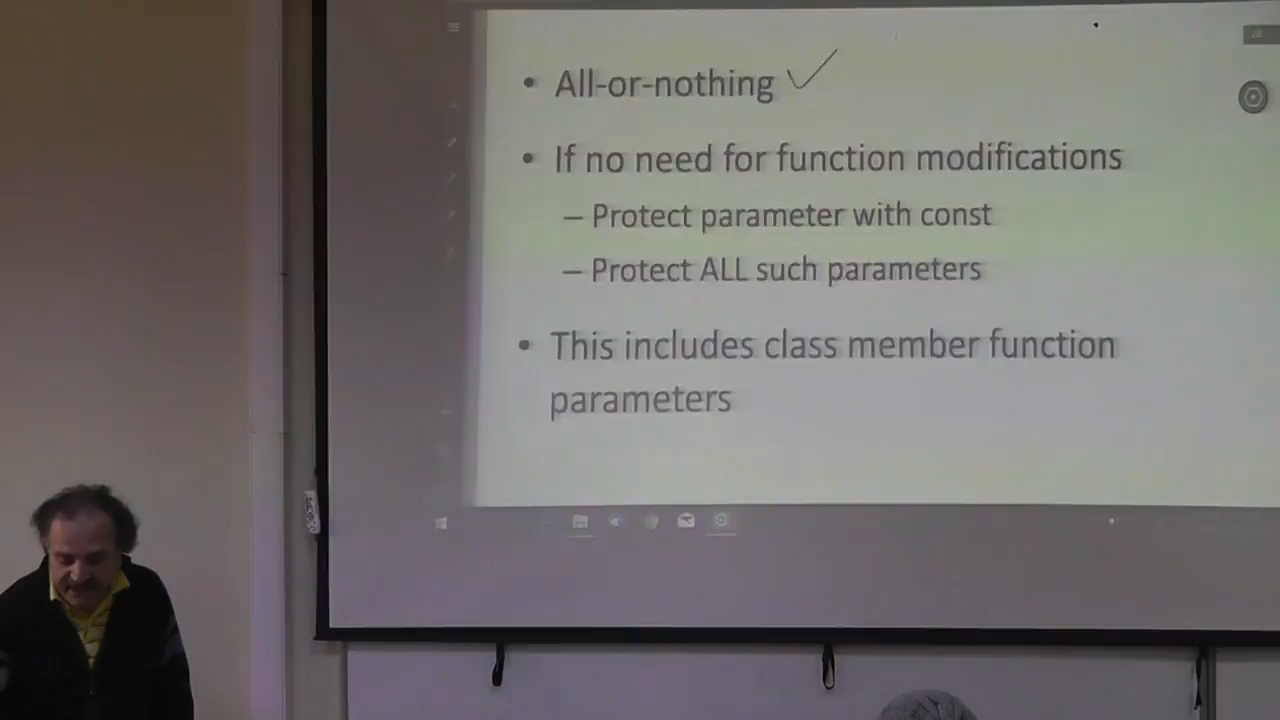 • All-or-nothing ✓
• If no need for function modifications
– Protect parameter with const
– Protect ALL such parameters
• This includes class member function
parameters